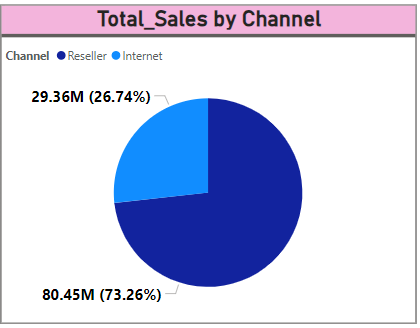 Total_Sales by Channel
Channel Reseller Internet
29.36M (26.74%)
80.45M (73.26%)